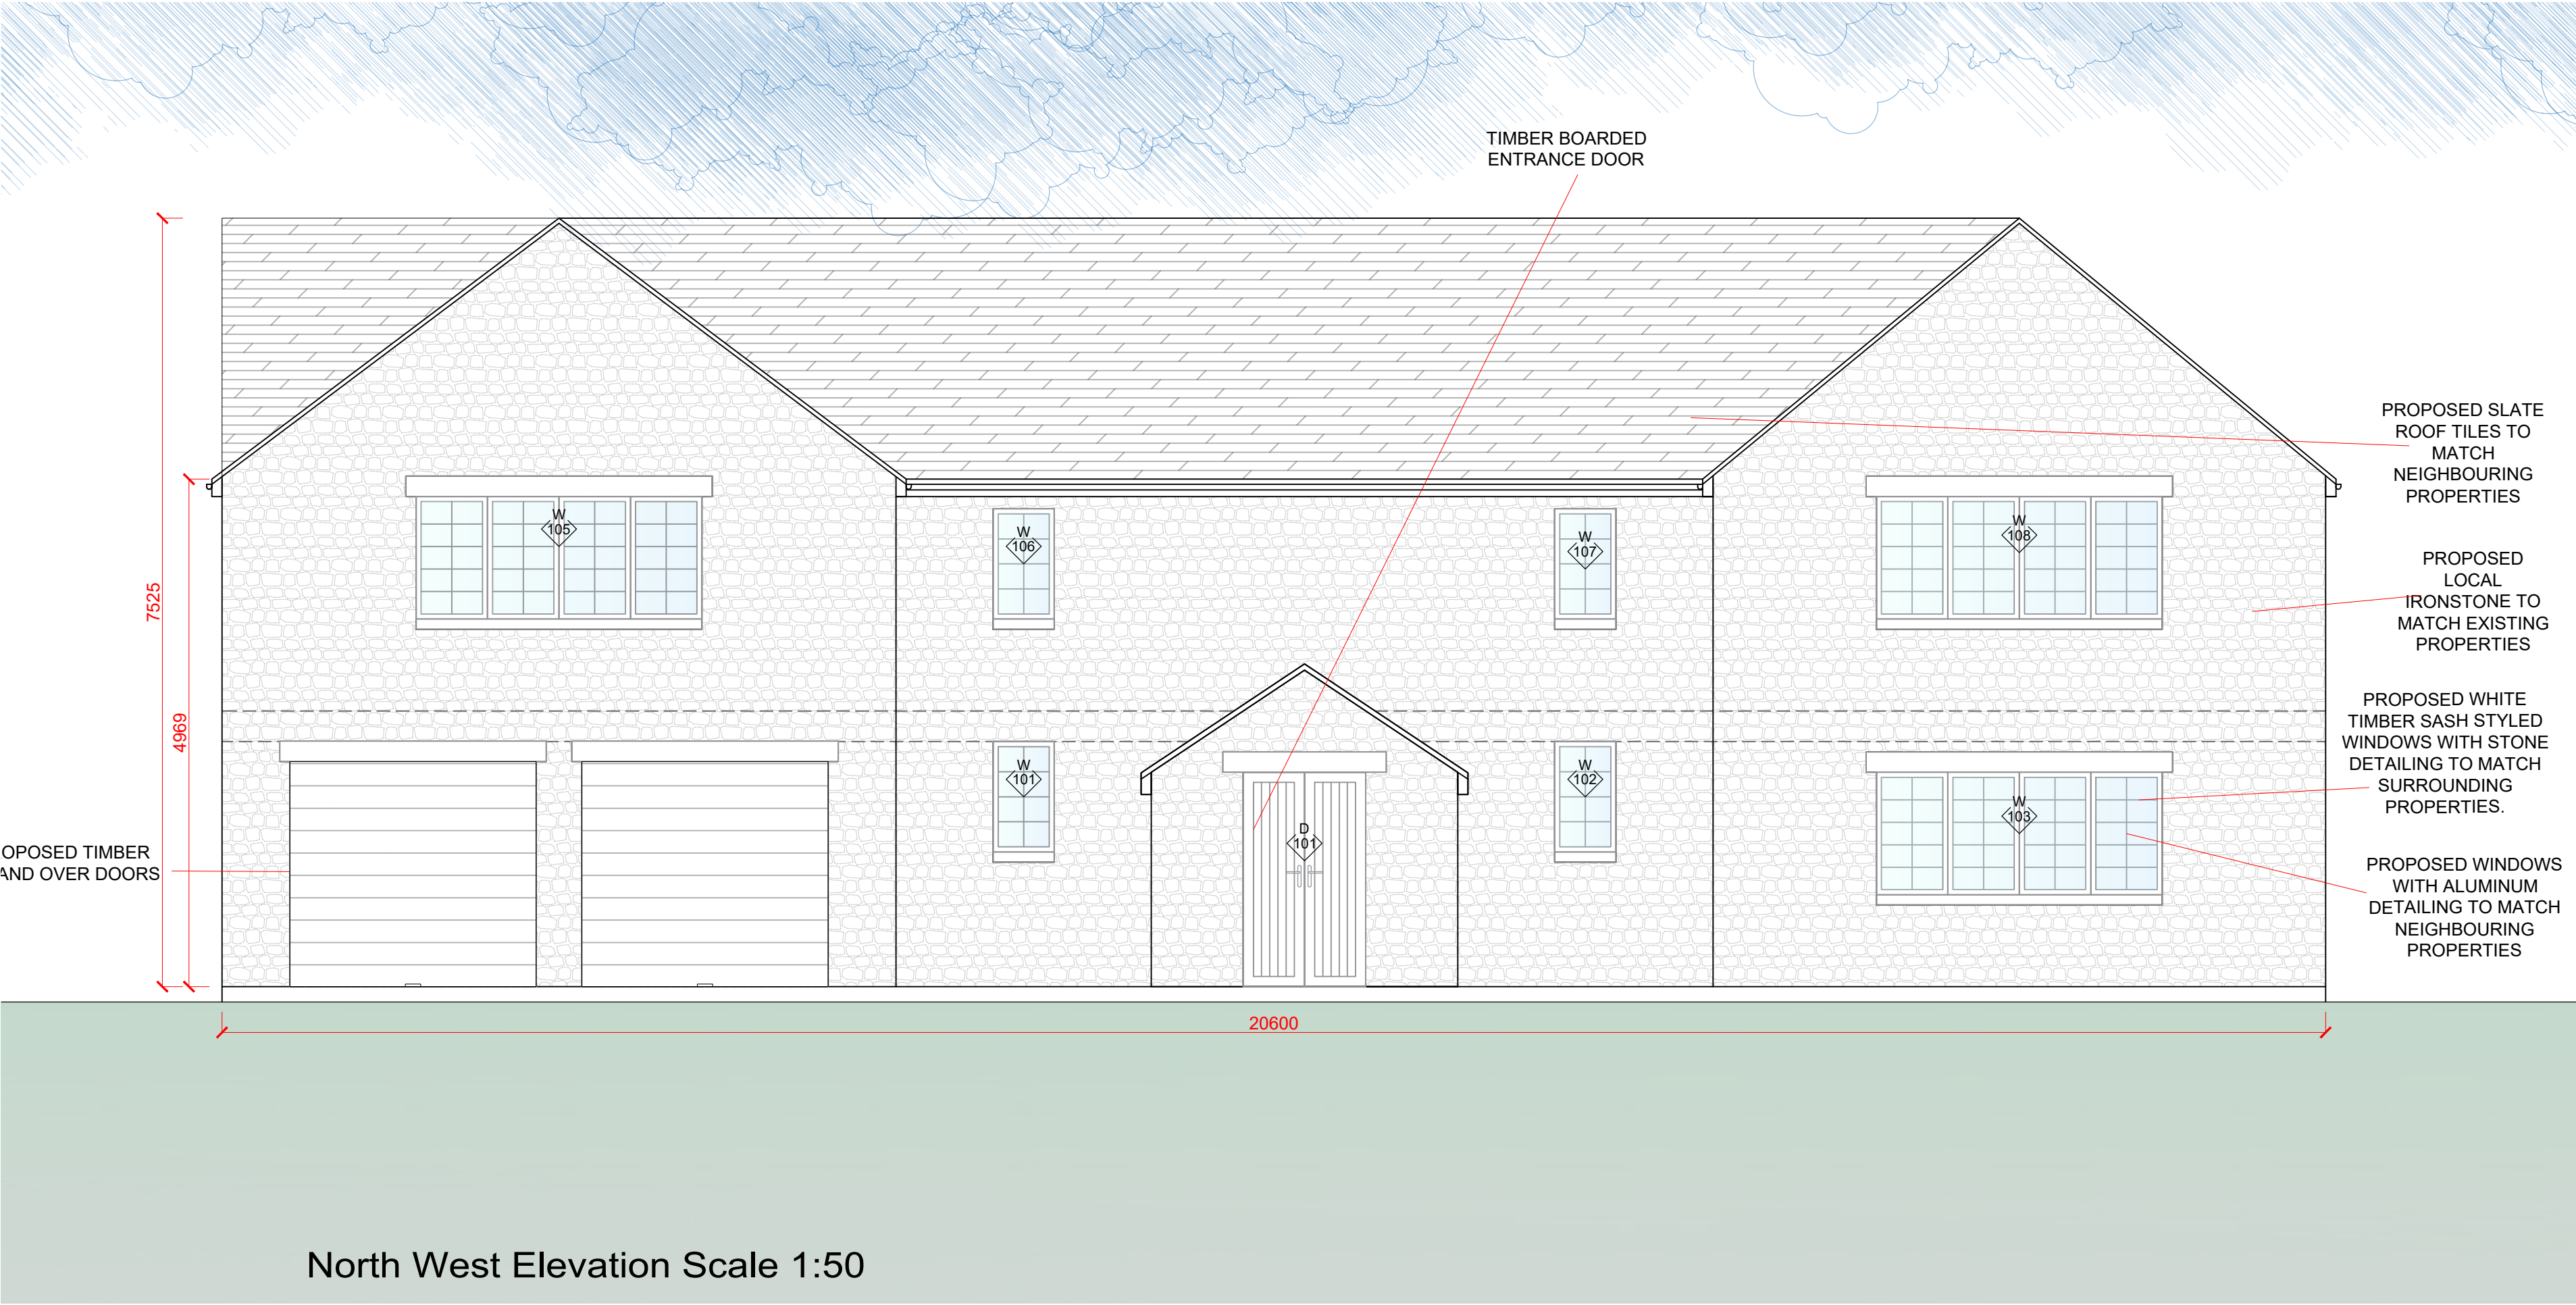 TIMBER BOARDED
ENTRANCE DOOR
PROPOSED SLATE
ROOF TILES TO
MATCH
NEIGHBOURING
PROPERTIES
PROPOSED
LOCAL
IRONSTONE TO
MATCH EXISTING
PROPERTIES
PROPOSED WHITE
TIMBER SASH STYLED
WINDOWS WITH STONE
DETAILING TO MATCH
SURROUNDING
PROPERTIES.
PROPOSED WINDOWS
WITH ALUMINUM
DETAILING TO MATCH
NEIGHBOURING
PROPERTIES
W
105
W
106
W
107
W
108
7525
4969
W
101
W
102
W
103
D
101
OPOSED TIMBER
AND OVER DOORS
20600
North West Elevation Scale 1:50